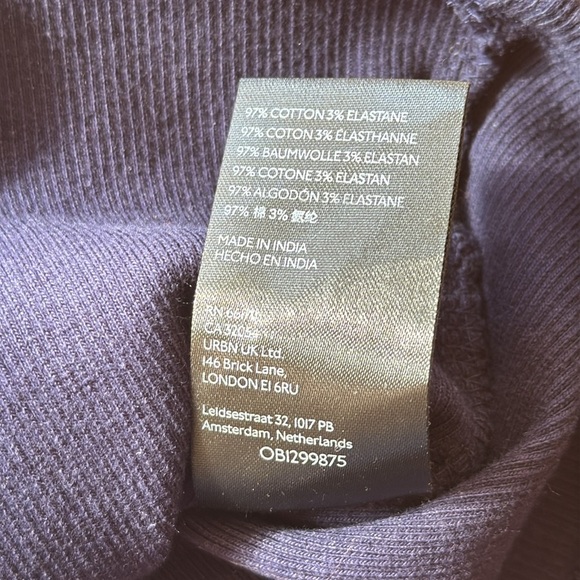 97% COTTON 3% ELASTANE
97% COTON 3% ÉLASTHANNE
97% BAUMWOLLE 3% ELASTAN
97% COTONE 3% ELASTAN
97% ALGODÓN 3% ELASTANE
97% 棉 3% 氨纶
MADE IN INDIA
HECHO EN INDIA
RN
CA
URBN UK Ltd.
146 Brick Lane,
LONDON E1 6RU
Leidsestraat 32, 1017 PB
Amsterdam, Netherlands
OB1299875